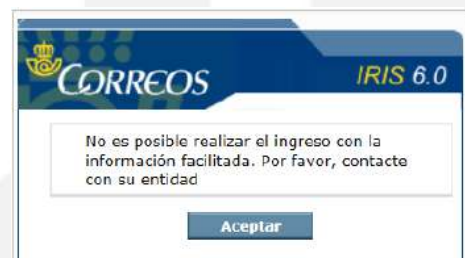 CORREOS
IRIS 6.0
No es posible realizar el ingreso con la
información facilitada. Por favor, contacte
con su entidad
Aceptar